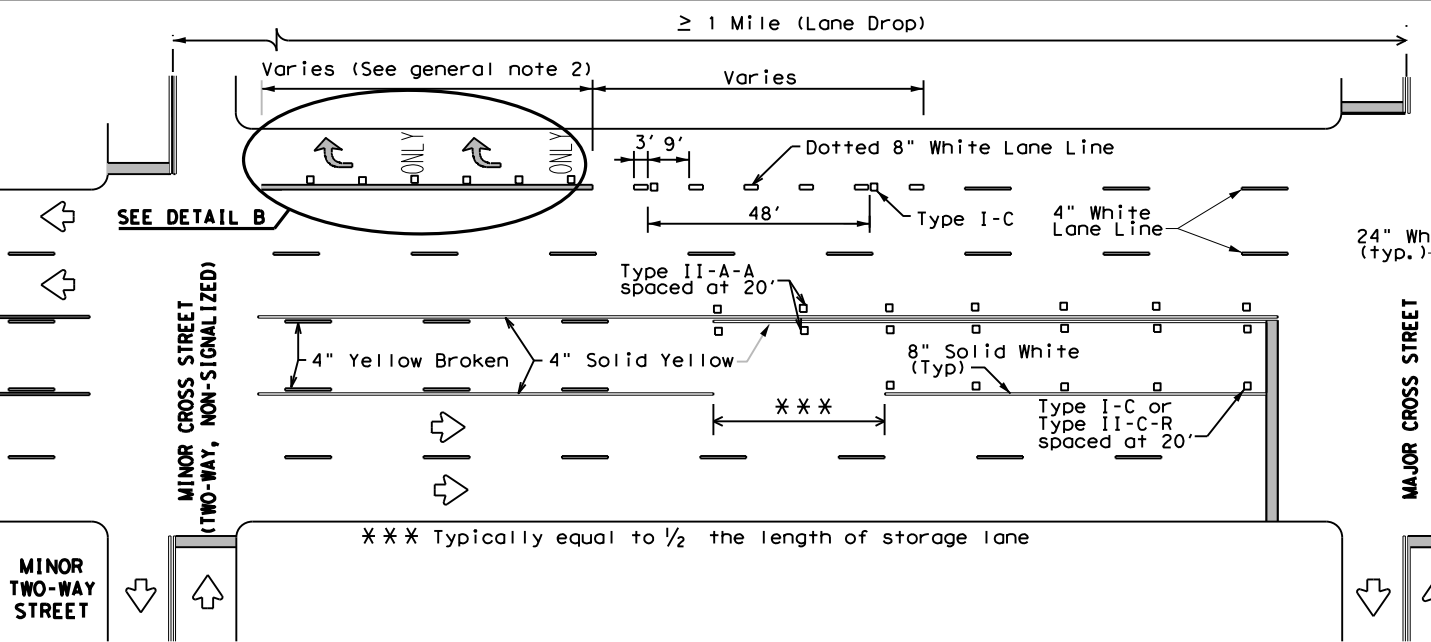 ≥ 1 Mile (Lane Drop)
Varies (See general note 2)
Varies
ONLY
ONLY
3'
9'
Dotted 8" White Lane Line
SEE DETAIL B
48'
Type I-C
4" White
Lane Line
24" Wh
(typ.)
Type II-A-A
spaced at 20'
MINOR CROSS STREET
(TWO-WAY, NON-SIGNALIZED)
4" Yellow Broken
4" Solid Yellow
8" Solid White
(Typ)
***
Type I-C or
Type II-C-R
spaced at 20'
MAJOR CROSS STREET
*** Typically equal to 1/2 the length of storage lane
MINOR
TWO-WAY
STREET